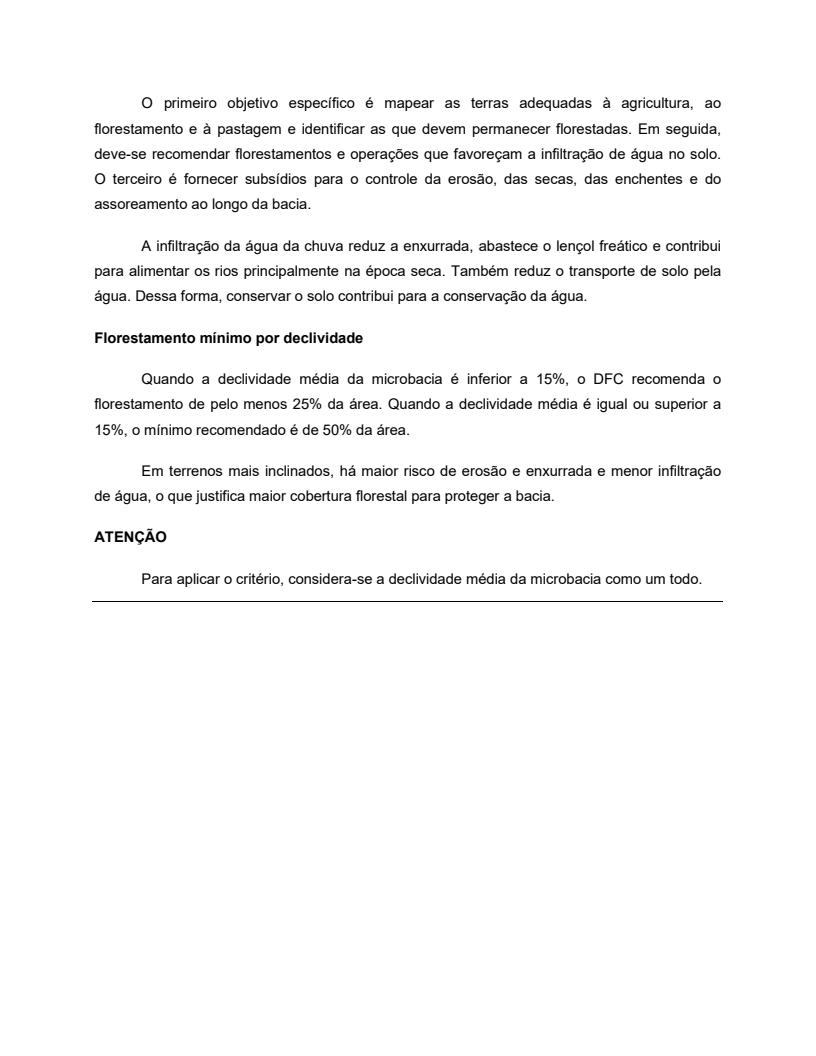 O primeiro objetivo específico é mapear as terras adequadas à agricultura, ao
florestamento e à pastagem e identificar as que devem permanecer florestadas. Em seguida,
deve-se recomendar florestamentos e operações que favoreçam a infiltração de água no solo.
O terceiro é fornecer subsídios para o controle da erosão, das secas, das enchentes e do
assoreamento ao longo da bacia.
A infiltração da água da chuva reduz a enxurrada, abastece o lençol freático e contribui
para alimentar os rios principalmente na época seca. Também reduz o transporte de solo pela
água. Dessa forma, conservar o solo contribui para a conservação da água.
Florestamento mínimo por declividade
Quando a declividade média da microbacia é inferior a 15%, o DFC recomenda o
florestamento de pelo menos 25% da área. Quando a declividade média é igual ou superior a
15%, o mínimo recomendado é de 50% da área.
Em terrenos mais inclinados, há maior risco de erosão e enxurrada e menor infiltração
de água, o que justifica maior cobertura florestal para proteger a bacia.
ATENÇÃO
Para aplicar o critério, considera-se a declividade média da microbacia como um todo.